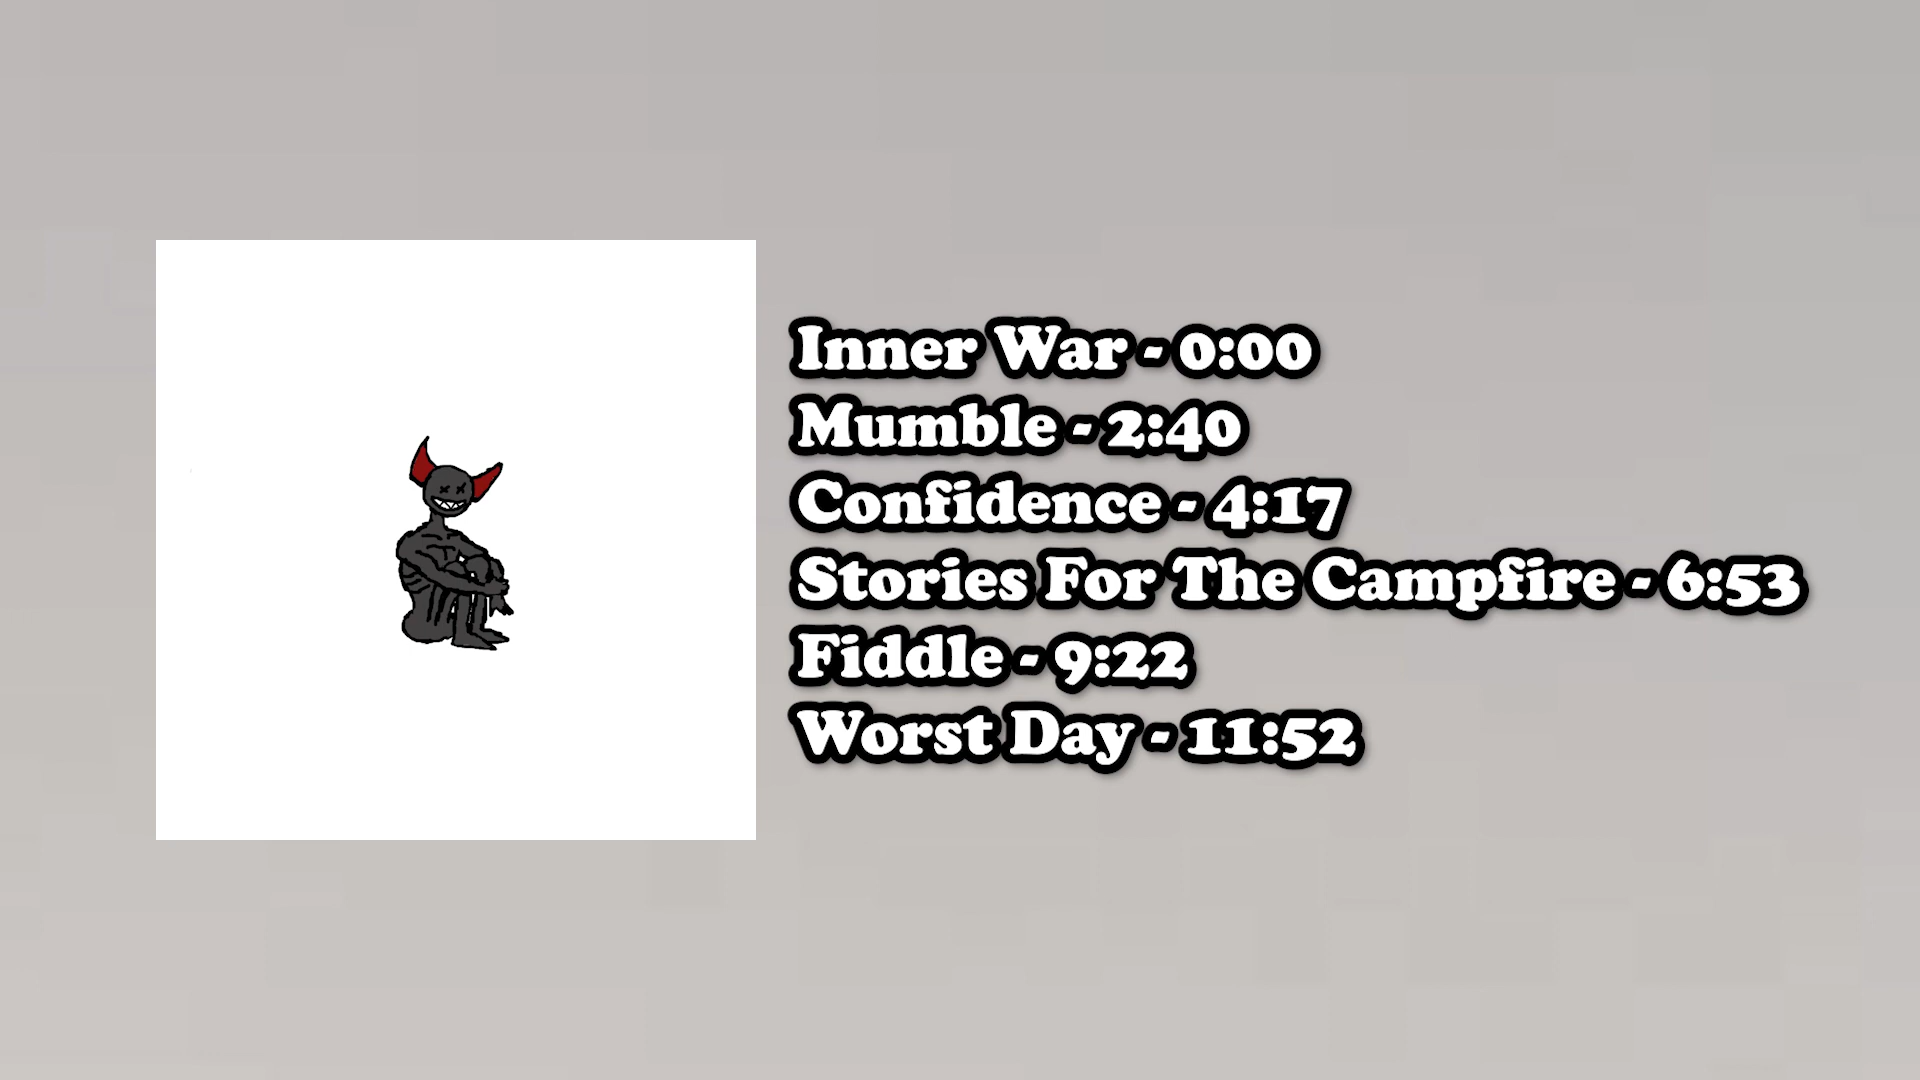 Inner War - 0:00
Mumble - 2:40
Confidence - 4:17
Stories For The Campfire - 6:53
Fiddle - 9:22
Worst Day - 11:52